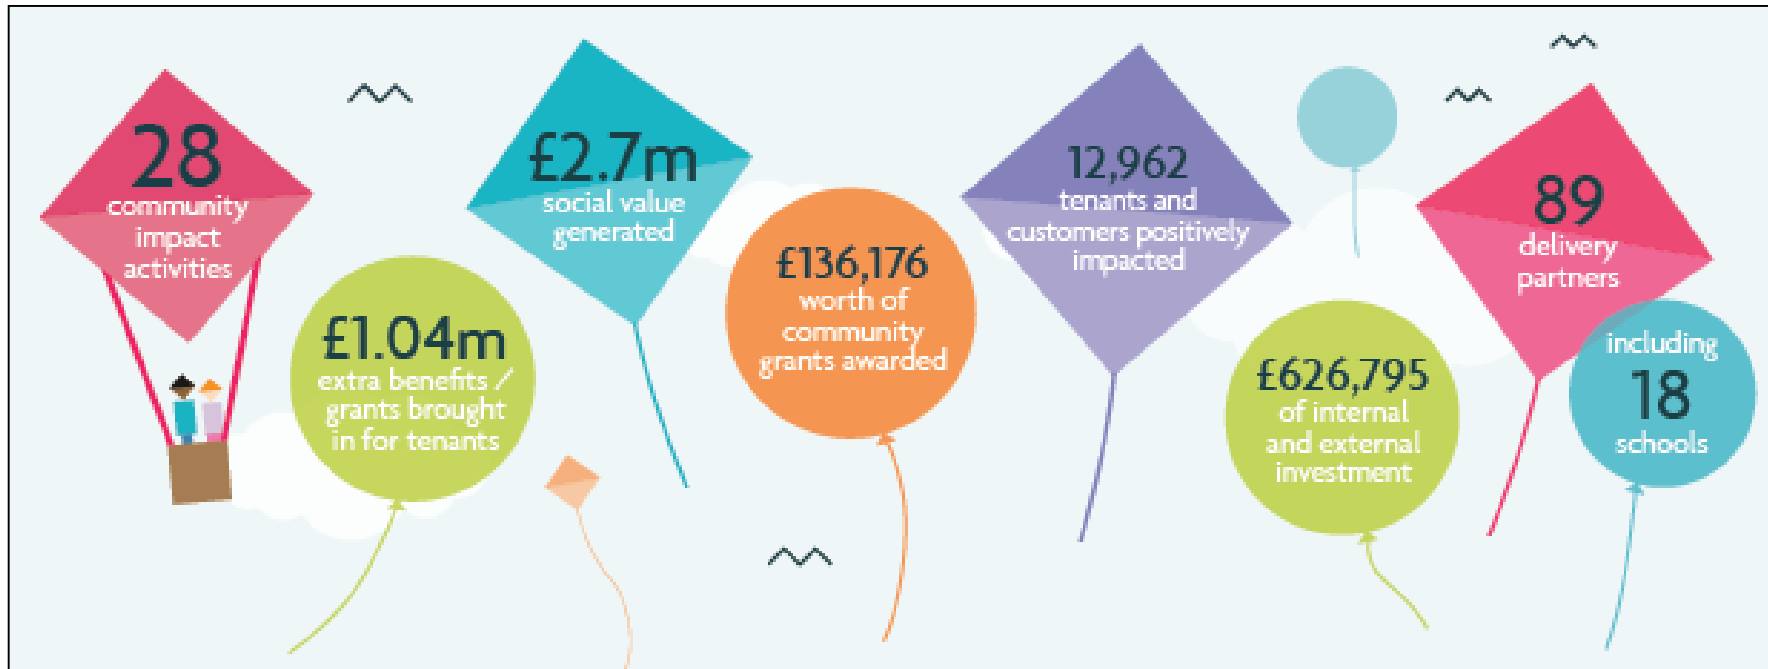 28
community
impact
activities
£1.04m
extra benefits /
grants brought
in for tenants
£2.7m
social value
generated
£136,176
worth of
community
grants awarded
12,962
tenants and
customers positively
impacted
£626,795
of internal
and external
investment
89
delivery
partners
including
18
schools